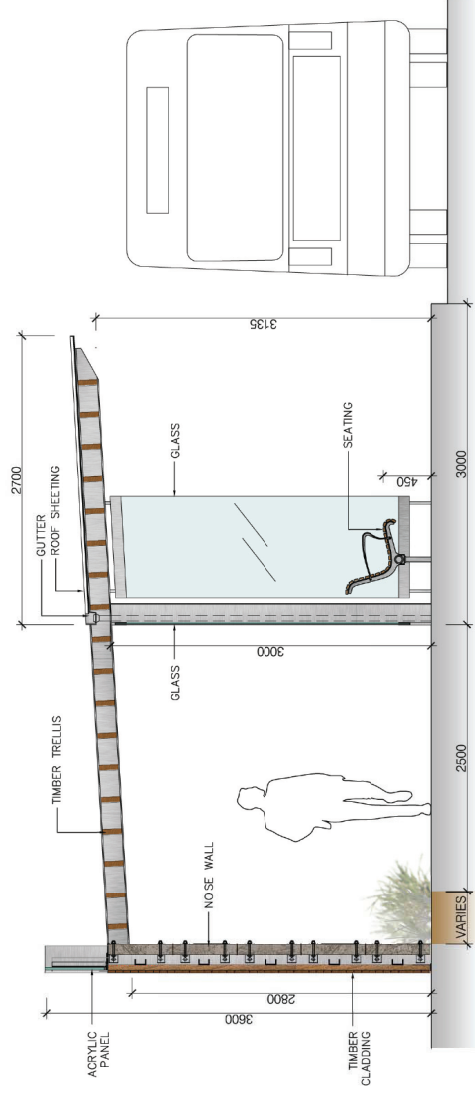 2700
GUTTER
ROOF SHEETING
TIMBER TRELLIS
ACRYLIC
PANEL
GLASS
GLASS
NOSE WALL
SEATING
3135
450
3000
2800
3600
TIMBER
CLADDING
VARIES
2500
3000